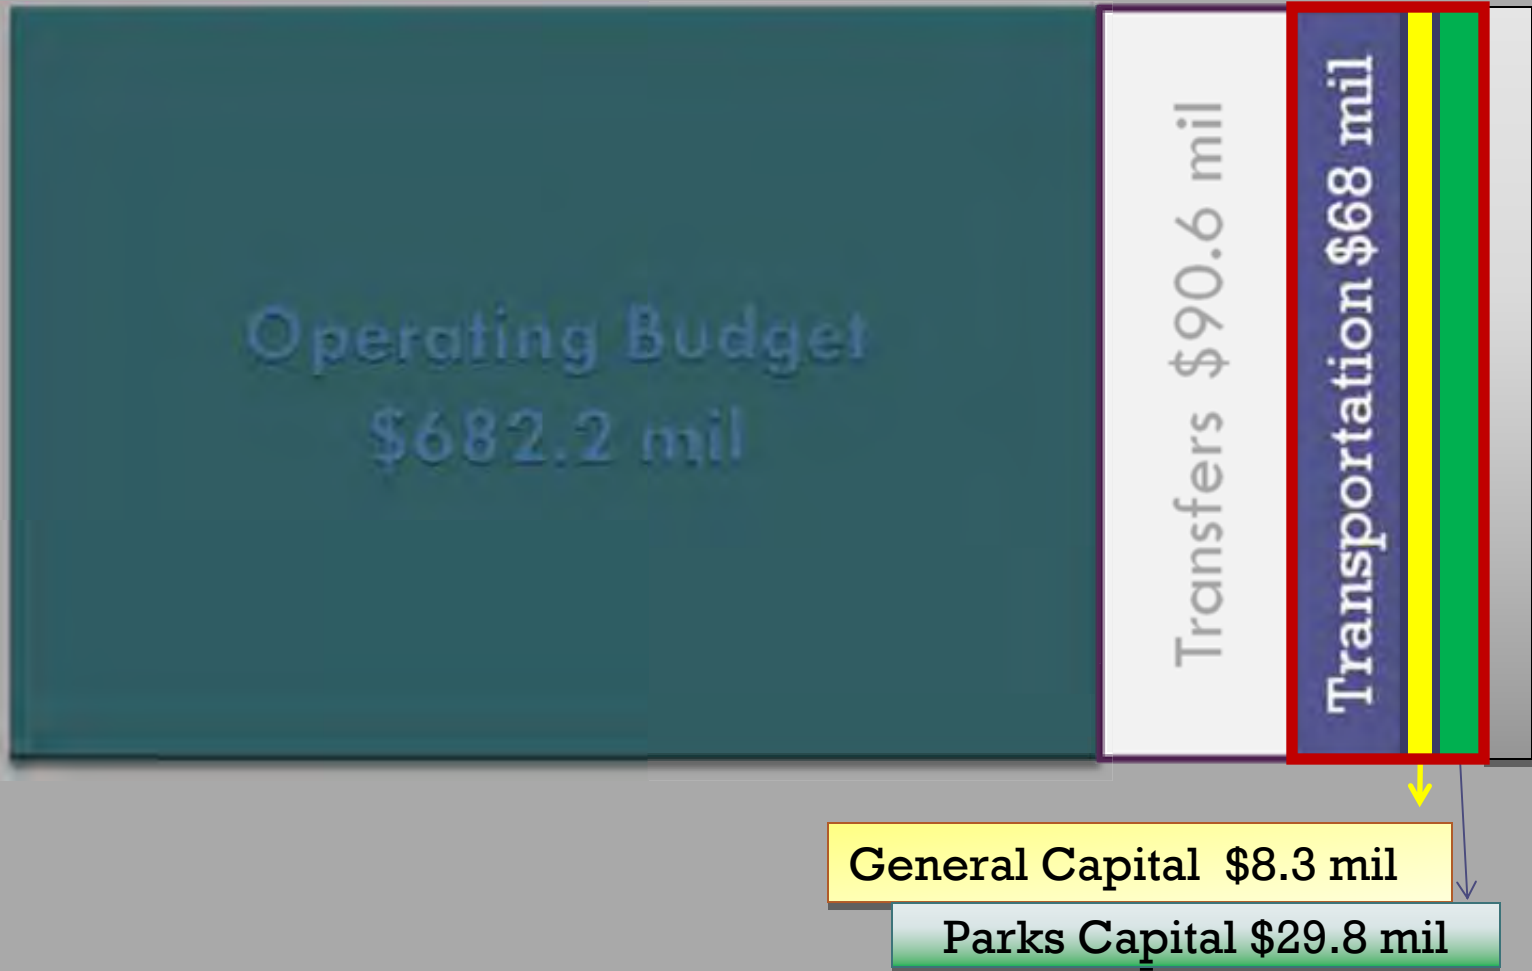 Operating Budget
$682.2 mil
Transfers $90.6 mil
Transportation $68 mil
General Capital $8.3 mil
Parks Capital $29.8 mil